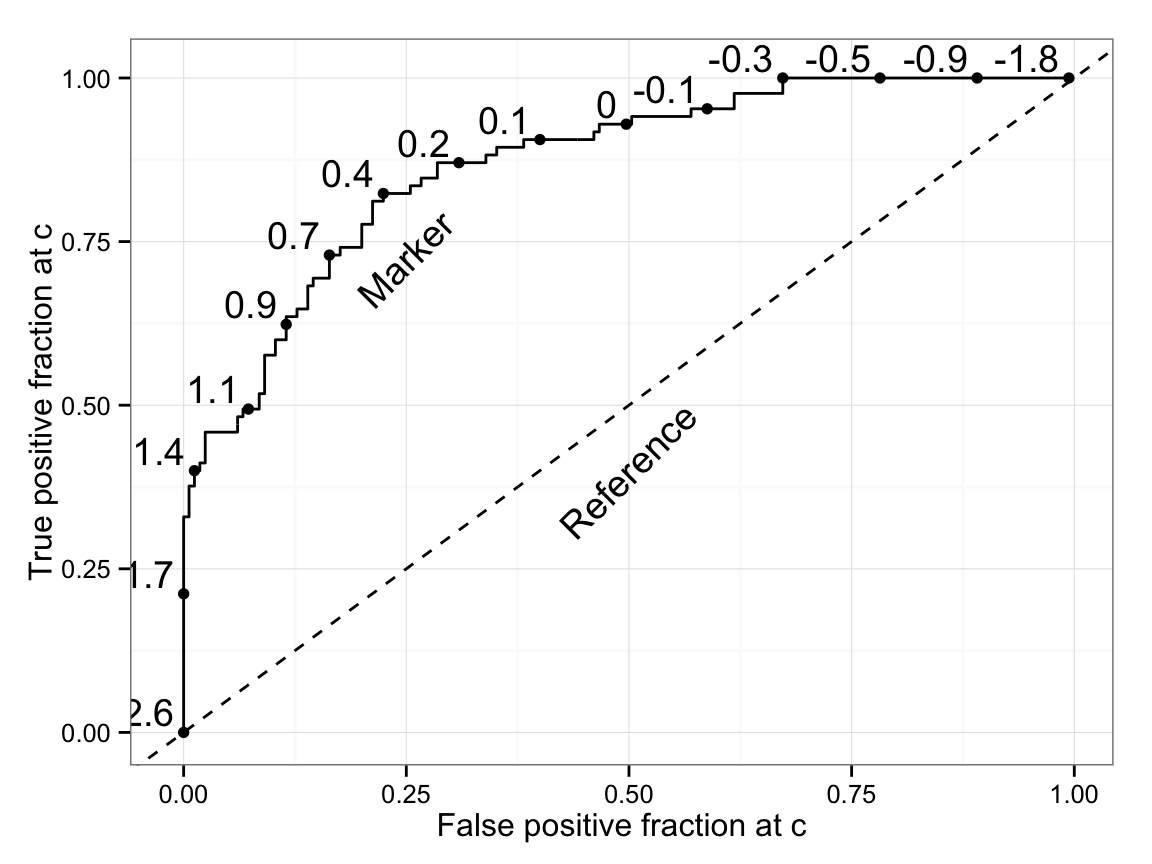 -0.3 -0.5 -0.9 -1.8
1.00
0 -0.1
0.1
0.2
0.4
0.75
0.7
Marker
0.9
1.1
0.50
Reference
1.4
1.7
0.25
2.6
0.00
0.00 0.25 0.50 0.75 1.00
False positive fraction at c
True positive fraction at c